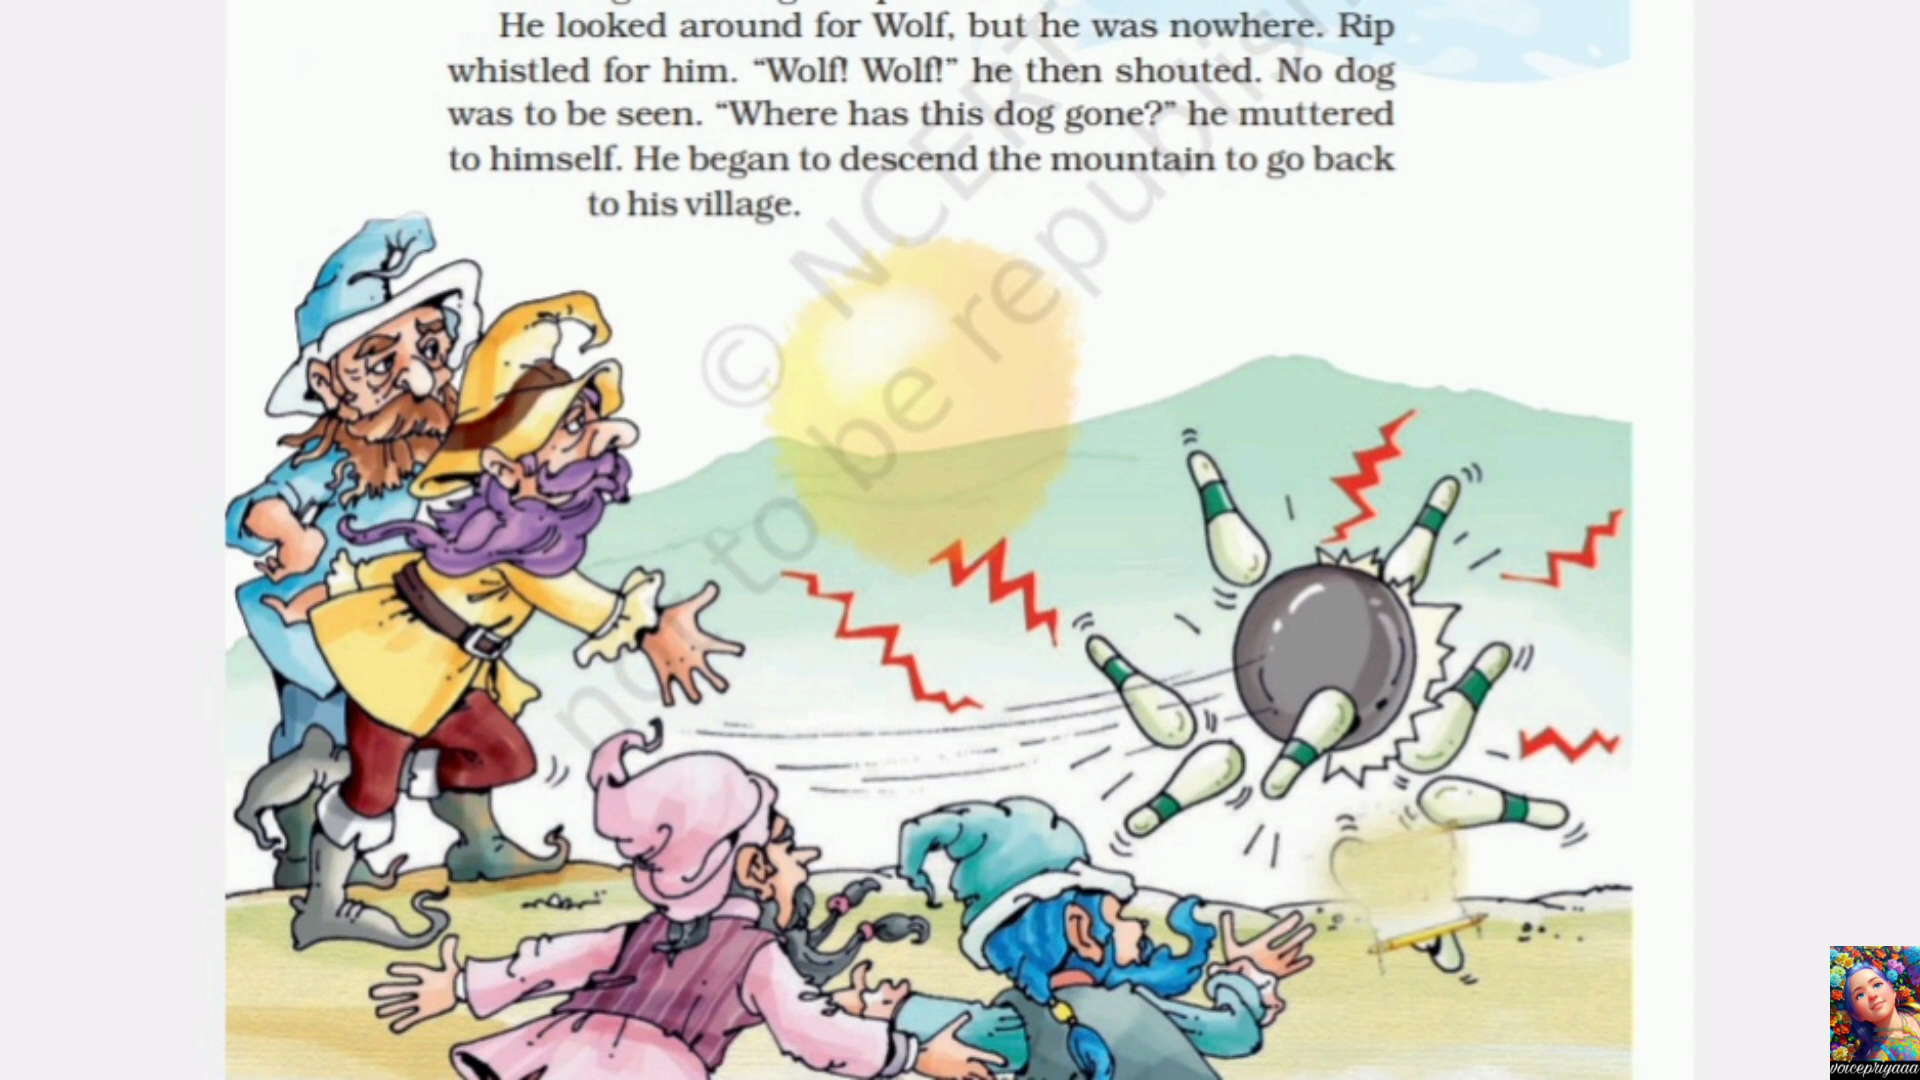 He looked around for Wolf, but he was nowhere. Rip
whistled for him. “Wolf! Wolf!” he then shouted. No dog
was to be seen. “Where has this dog gone?” he muttered
to himself. He began to descend the mountain to go back
to his village.
© NCERT
not to be republish
voicepriyaaa